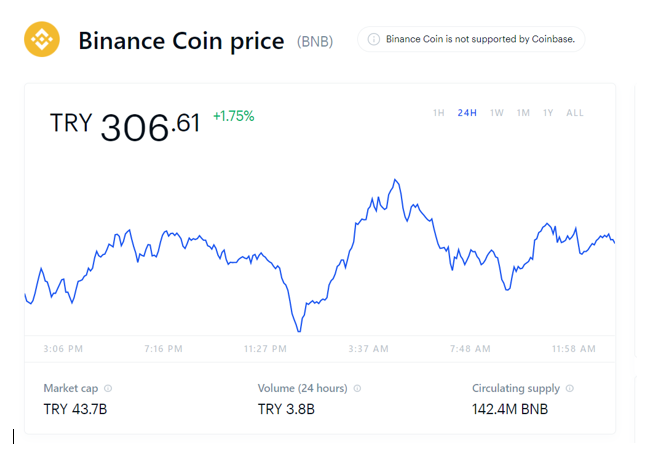 Binance Coin price (BNB)
Binance Coin is not supported by Coinbase.
TRY 306.61 +1.75%
1H 24H 1W 1M 1Y ALL
3:06 PM 7:16 PM 11:27 PM 3:37 AM 7:48 AM 11:58 AM
Market cap Volume (24 hours) Circulating supply
TRY 43.7B TRY 3.8B 142.4M BNB